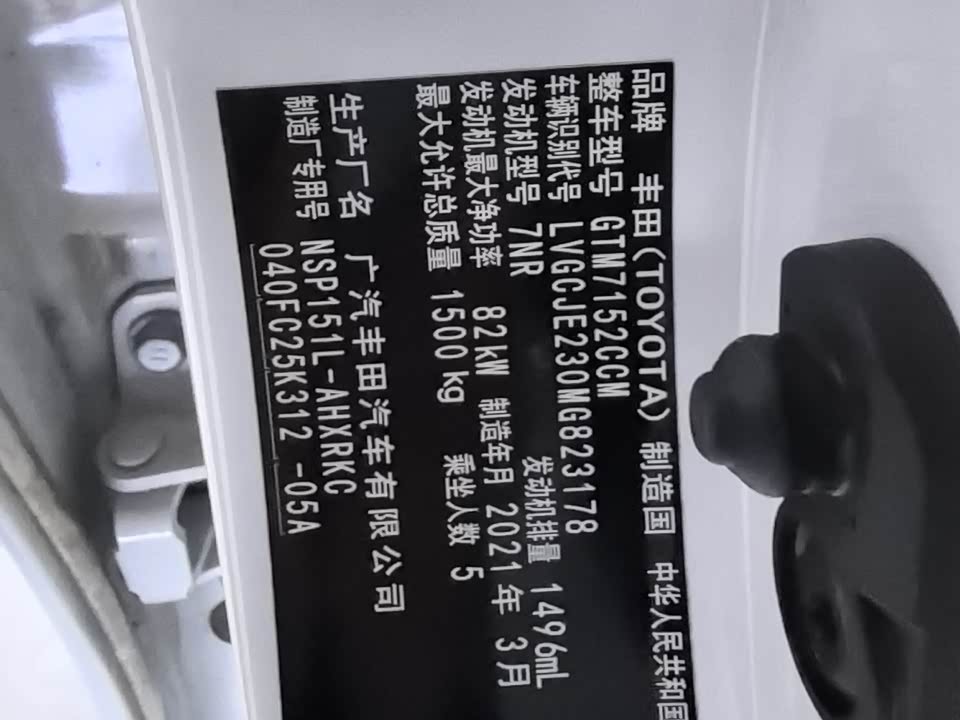 品牌 丰田(TOYOTA) 制造国 中华人民共和国
整车型号 GTM7152CCM
车辆识别代号 LVGCJE230MG823178
发动机型号 7NR 发动机排量 1496mL
发动机最大净功率 82kW 制造年月 2021年 3月
最大允许总质量 1500kg 乘坐人数 5
生产厂名 广汽丰田汽车有限公司
制造厂专用号 NSP151L-AHXRKC
040FC25K312 -05A